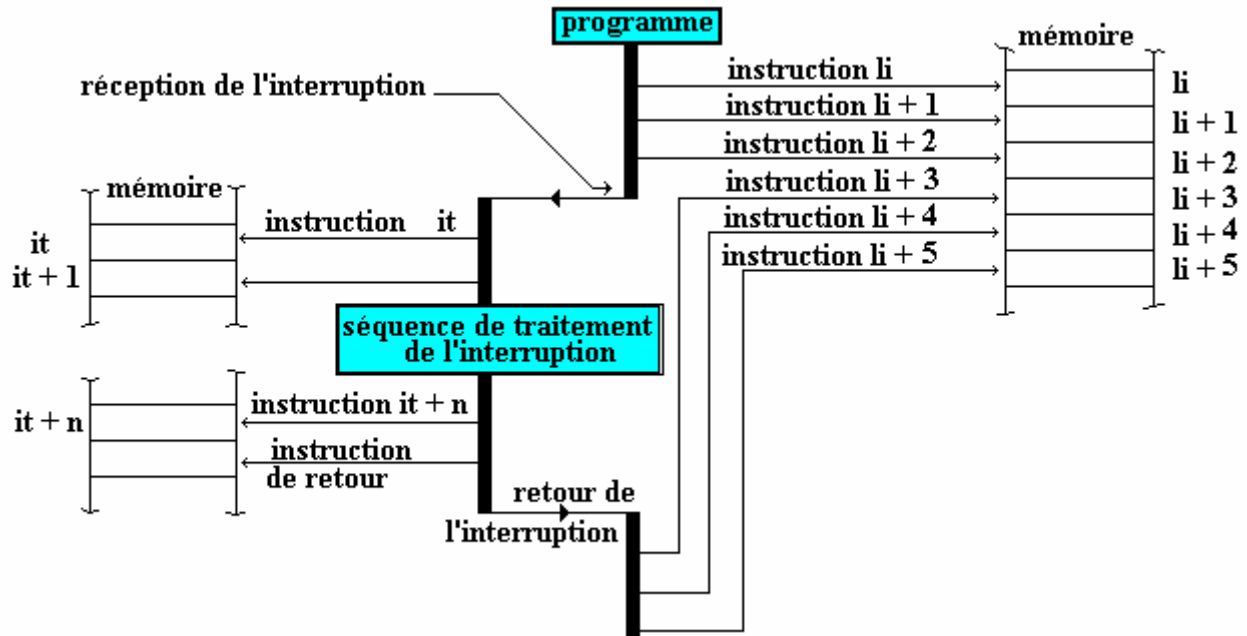 programme
mémoire
instruction li
li
réception de l'interruption
instruction li + 1
li + 1
instruction li + 2
li + 2
mémoire
instruction li + 3
li + 3
instruction it
instruction li + 4
li + 4
it
instruction li + 5
li + 5
it + 1
séquence de traitement
de l'interruption
instruction it + n
it + n
instruction
de retour
retour de
l'interruption